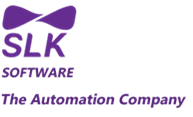 SLK
SOFTWARE
The Automation Company